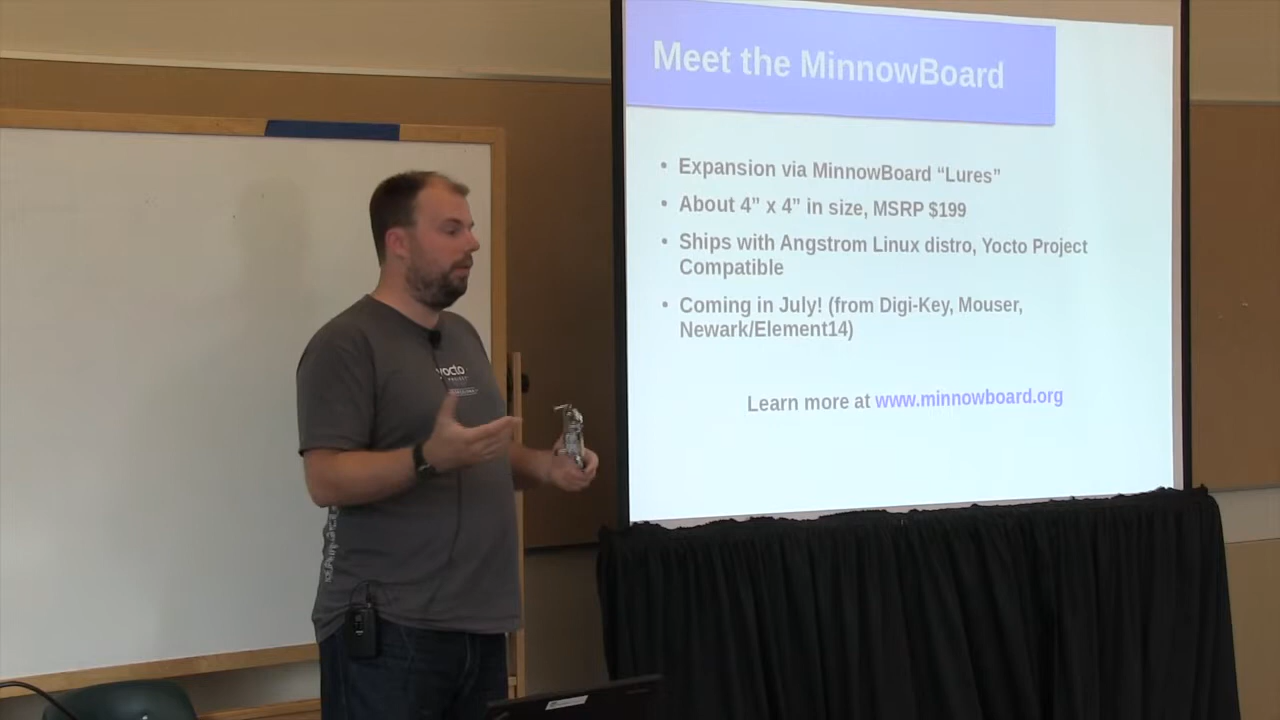 Meet the MinnowBoard
• Expansion via MinnowBoard “Lures”
• About 4” x 4” in size, MSRP $199
• Ships with Angstrom Linux distro, Yocto Project
Compatible
• Coming in July! (from Digi-Key, Mouser,
Newark/Element14)
Learn more at www.minnowboard.org
yocto